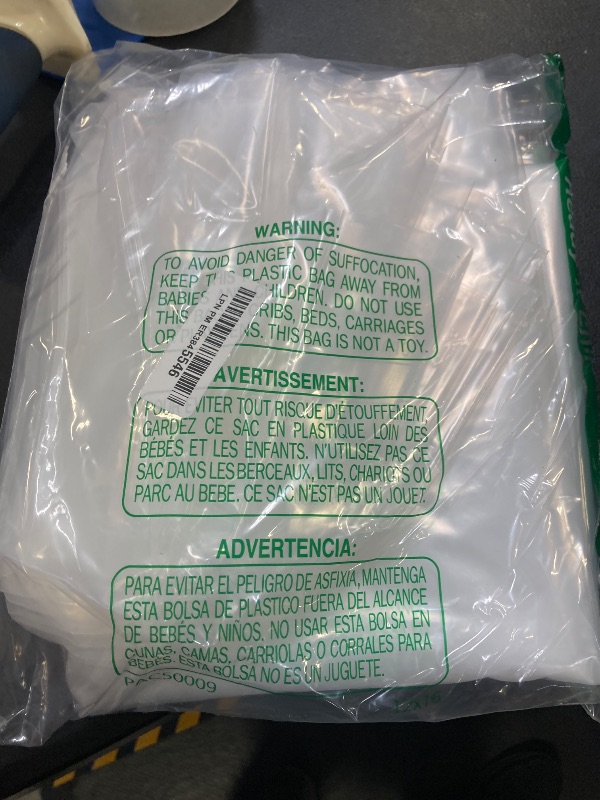 WARNING:
TO AVOID DANGER OF SUFFOCATION,
KEEP THIS PLASTIC BAG AWAY FROM
BABIES CHILDREN. DO NOT USE
THIS CRIBS, BEDS, CARRIAGES
OR THIS BAG IS NOT A TOY.
LPN PM ER3845546
AVERTISSEMENT:
POUR ÉVITER TOUT RISQUE D'ÉTOUFFEMENT,
GARDEZ CE SAC EN PLASTIQUE LOIN DES
BÉBÉS ET LES ENFANTS. N'UTILISEZ PAS CE
SAC DANS LES BERCEAUX, LITS, CHARIOTS OU
PARC AU BEBE. CE SAC N'EST PAS UN JOUET.
ADVERTENCIA:
PARA EVITAR EL PELIGRO DE ASFIXIA, MANTENGA
ESTA BOLSA DE PLASTICO FUERA DEL ALCANCE
DE BEBÉS Y NIÑOS. NO USAR ESTA BOLSA EN
CUNAS, CAMAS, CARRIOLAS O CORRALES PARA
BEBÉS. ESTA BOLSA NO ES UN JUGUETE.
PAC50009